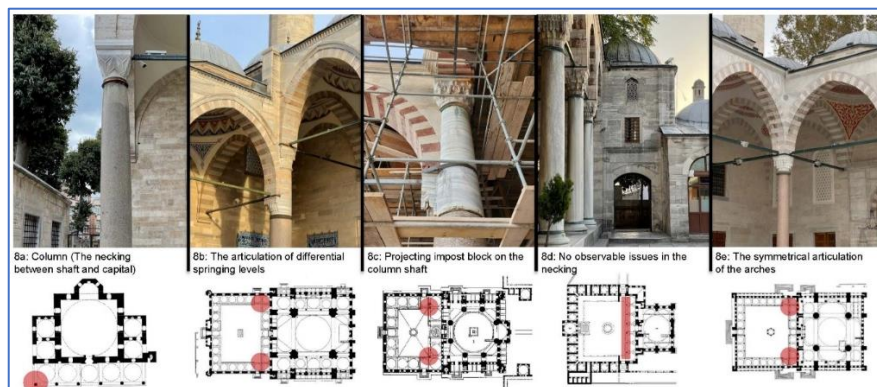 8a: Column (The necking
between shaft and capital)
8b: The articulation of differential
springing levels
8c: Projecting impost block on the
column shaft
8d: No observable issues in the
necking
8e: The symmetrical articulation
of the arches